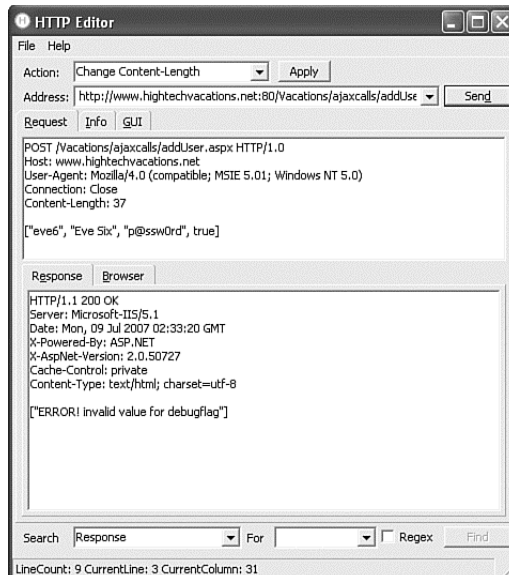 HTTP Editor
File Help
Action: Change Content-Length Apply
Address: http://www.hightechvacations.net:80/Vacations/ajaxcalls/addUse Send
Request Info GUI
POST /Vacations/ajaxcalls/addUser.aspx HTTP/1.0
Host: www.hightechvacations.net
User-Agent: Mozilla/4.0 (compatible; MSIE 5.01; Windows NT 5.0)
Connection: Close
Content-Length: 37
["eve6", "Eve Six", "p@ssw0rd", true]
Response Browser
HTTP/1.1 200 OK
Server: Microsoft-IIS/5.1
Date: Mon, 09 Jul 2007 02:33:20 GMT
X-Powered-By: ASP.NET
X-AspNet-Version: 2.0.50727
Cache-Control: private
Content-Type: text/html; charset=utf-8
["ERROR! invalid value for debugflag"]
Search Response For Regex Find
LineCount: 9 CurrentLine: 3 CurrentColumn: 31